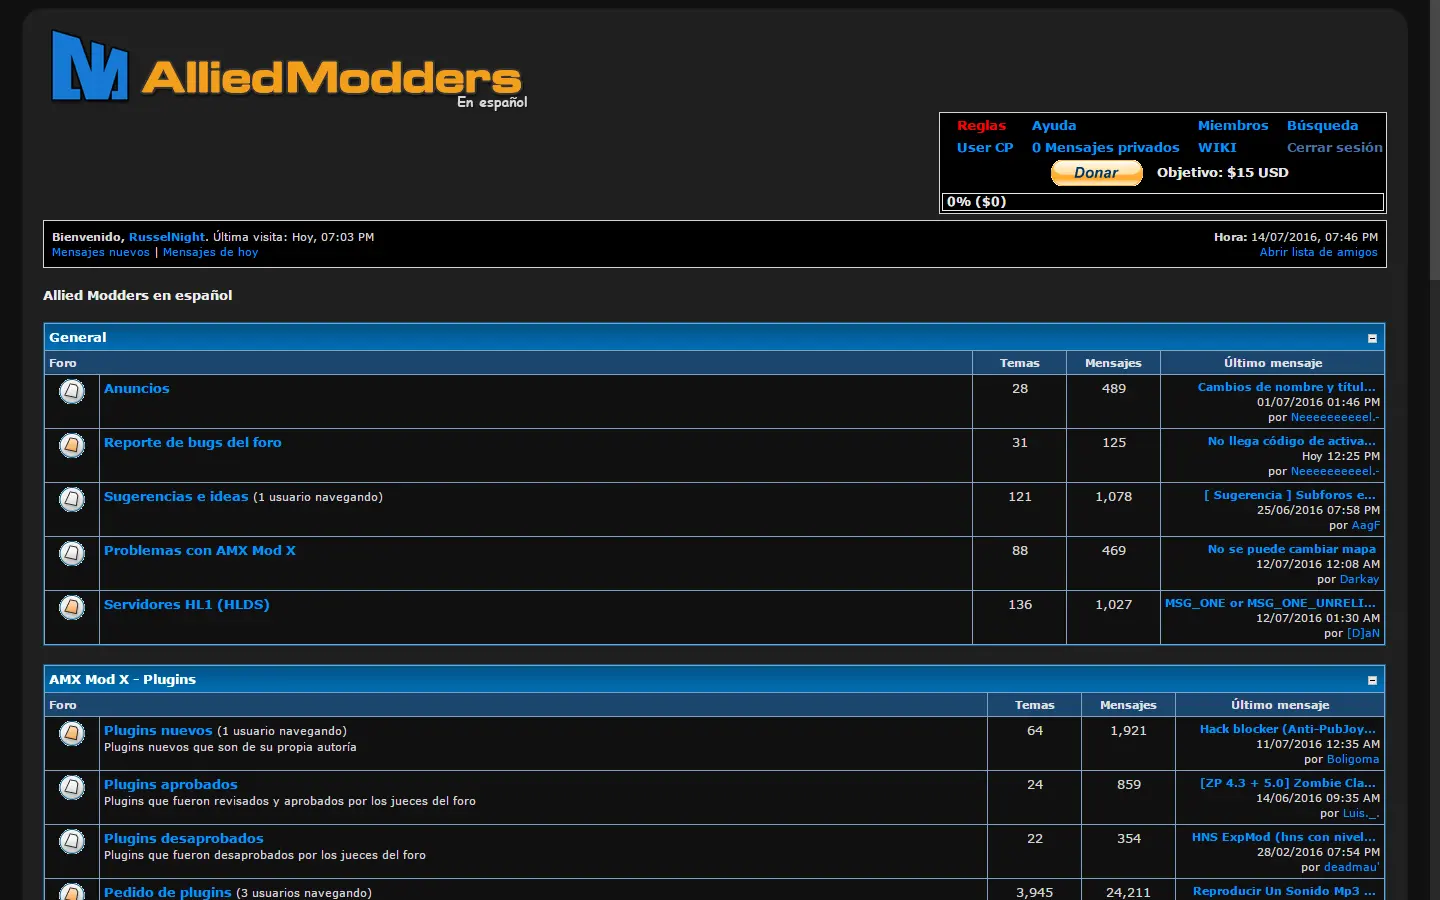 AlliedModders
En español
Reglas Ayuda Miembros Búsqueda
User CP 0 Mensajes privados WIKI Cerrar sesión
Donar Objetivo: $15 USD
0% ($0)
Bienvenido, RusselNight. Última visita: Hoy, 07:03 PM
Mensajes nuevos | Mensajes de hoy
Hora: 14/07/2016, 07:46 PM
Abrir lista de amigos
Allied Modders en español
General
Foro Temas Mensajes Último mensaje
Anuncios 28 489 Cambios de nombre y títul...
01/07/2016 01:46 PM
por Neeeeeeeeeel.-
Reporte de bugs del foro 31 125 No llega código de activa...
Hoy 12:25 PM
por Neeeeeeeeeel.-
Sugerencias e ideas (1 usuario navegando) 121 1,078 [ Sugerencia ] Subforos e...
25/06/2016 07:58 PM
por AagF
Problemas con AMX Mod X 88 469 No se puede cambiar mapa
12/07/2016 12:08 AM
por Darkay
Servidores HL1 (HLDS) 136 1,027 MSG_ONE or MSG_ONE_UNRELI...
12/07/2016 01:30 AM
por [D]aN
AMX Mod X - Plugins
Foro Temas Mensajes Último mensaje
Plugins nuevos (1 usuario navegando) 64 1,921 Hack blocker (Anti-PubJoy...
Plugins nuevos que son de su propia autoría 11/07/2016 12:35 AM
por Boligoma
Plugins aprobados 24 859 [ZP 4.3 + 5.0] Zombie Cla...
Plugins que fueron revisados y aprobados por los jueces del foro 14/06/2016 09:35 AM
por Luis._.
Plugins desaprobados 22 354 HNS ExpMod (hns con nivel...
Plugins que fueron desaprobados por los jueces del foro 28/02/2016 07:54 PM
por deadmau'
Pedido de plugins (3 usuarios navegando) 3,945 24,211 Reproducir Un Sonido Mp3 ...